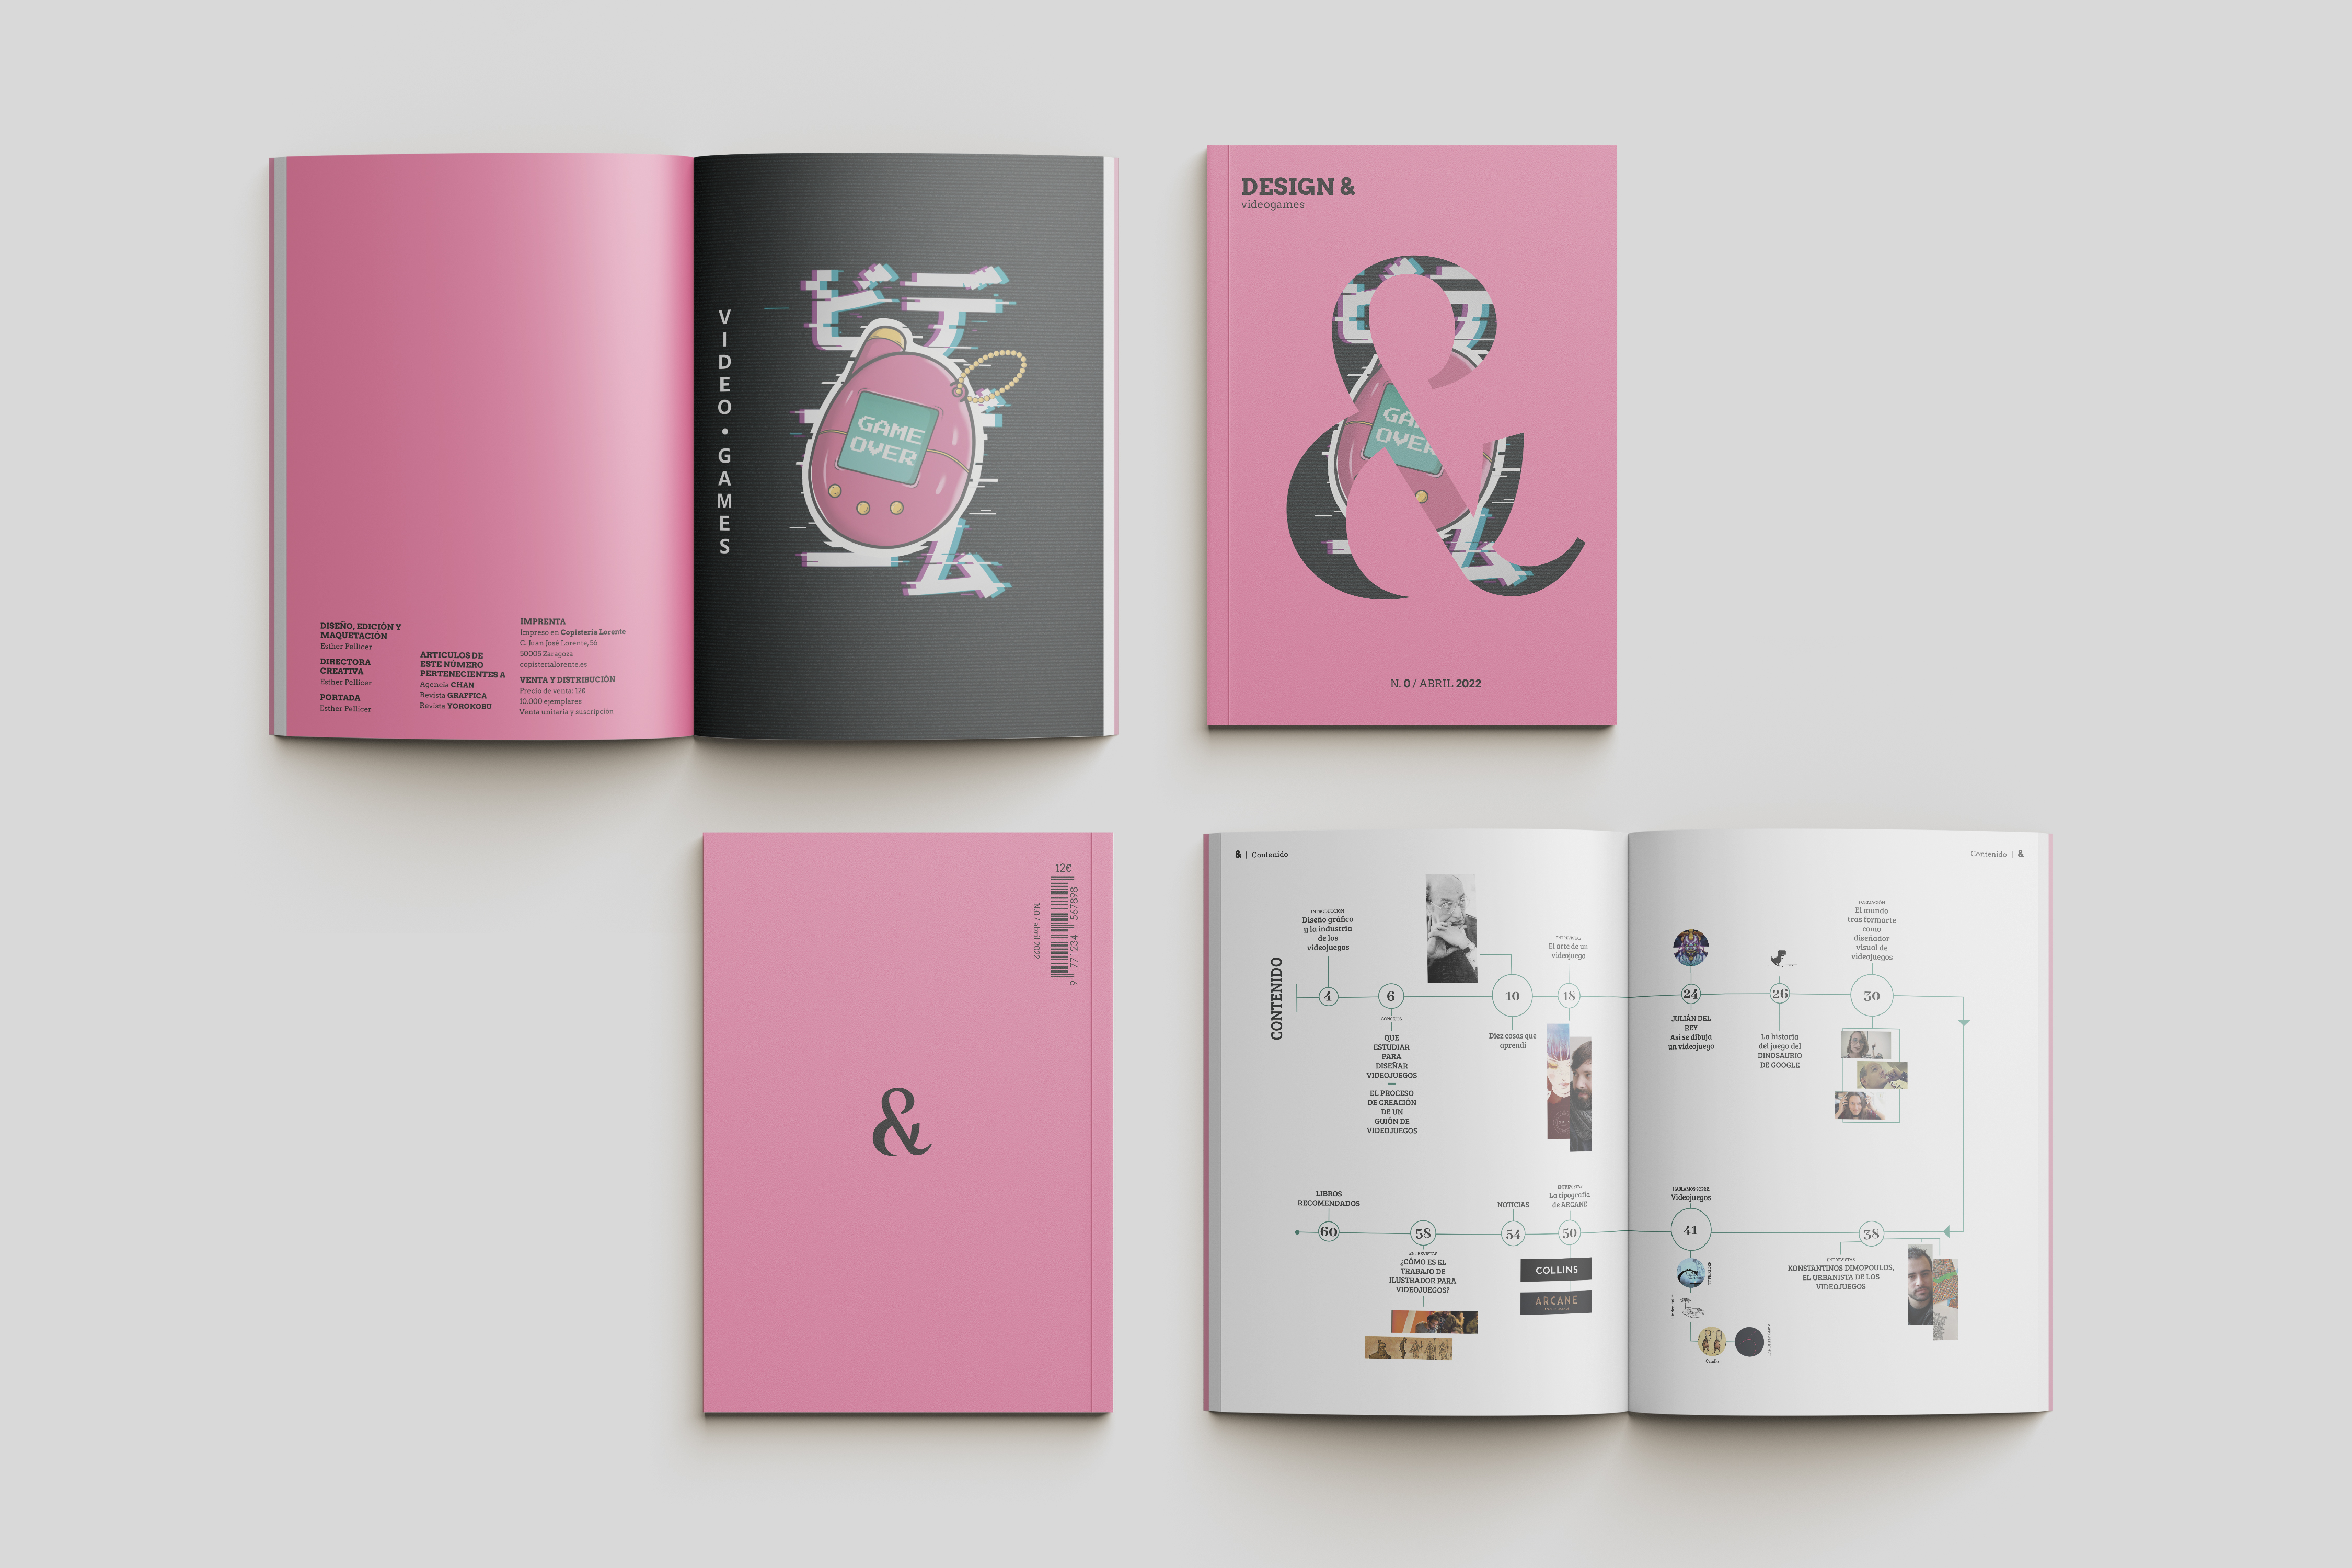 DISEÑO, EDICIÓN Y
MAQUETACIÓN
Esther Pellicer
DIRECTORA
CREATIVA
Esther Pellicer
PORTADA
Esther Pellicer
ARTICULOS DE
ESTE NÚMERO
PERTENECIENTES A
Agencia CHAN
Revista GRAFFICA
Revista YOROKOBU
IMPRENTA
Impreso en Copistería Lorente
C. Juan José Lorente, 56
50005 Zaragoza
copisterialorente.es
VENTA Y DISTRIBUCIÓN
Precio de venta: 12€
10.000 ejemplares
Venta unitaria y suscripción
VIDEO•GAMES
GAME
OVER
DESIGN &
videogames
&
GA
OVER
N. 0 / ABRIL 2022
12€
9 771234 567898
N.0 / abril 2022
&
& | Contenido
Contenido | &
CONTENIDO
INTRODUCCIÓN
Diseño gráfico
y la industria
de los
videojuegos
4
6
CONSEJOS
QUE
ESTUDIAR
PARA
DISEÑAR
VIDEOJUEGOS
EL PROCESO
DE CREACIÓN
DE UN
GUIÓN DE
VIDEOJUEGOS
10
Diez cosas que
aprendí
ENTREVISTAS
El arte de un
videojuego
18
24
JULIÁN DEL
REY
Así se dibuja
un videojuego
26
La historia
del juego del
DINOSAURIO
DE GOOGLE
FORMACIÓN
El mundo
tras formarte
como
diseñador
visual de
videojuegos
30
38
ENTREVISTAS
KONSTANTINOS DIMOPOULOS,
EL URBANISTA DE LOS
VIDEOJUEGOS
HABLAMOS SOBRE
Videojuegos
41
ENTREVISTAS
La tipografía
de ARCANE
50
COLLINS
ARCANE
NOTICIAS
54
58
ENTREVISTAS
¿CÓMO ES EL
TRABAJO DE
ILUSTRADOR PARA
VIDEOJUEGOS?
LIBROS
RECOMENDADOS
60